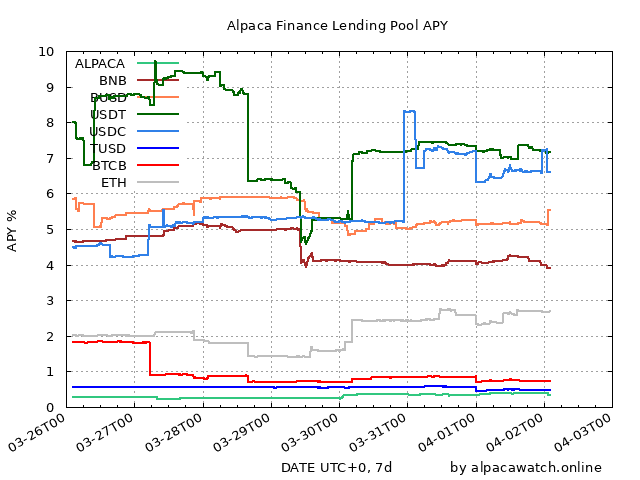 Alpaca Finance Lending Pool APY
10
9
8
7
6
5
4
3
2
1
0
APY %
ALPACA
BNB
BUSD
USDT
USDC
TUSD
BTCB
ETH
03-26T00
03-27T00
03-28T00
03-29T00
03-30T00
03-31T00
04-01T00
04-02T00
04-03T00
DATE UTC+0, 7d
by alpacawatch.online